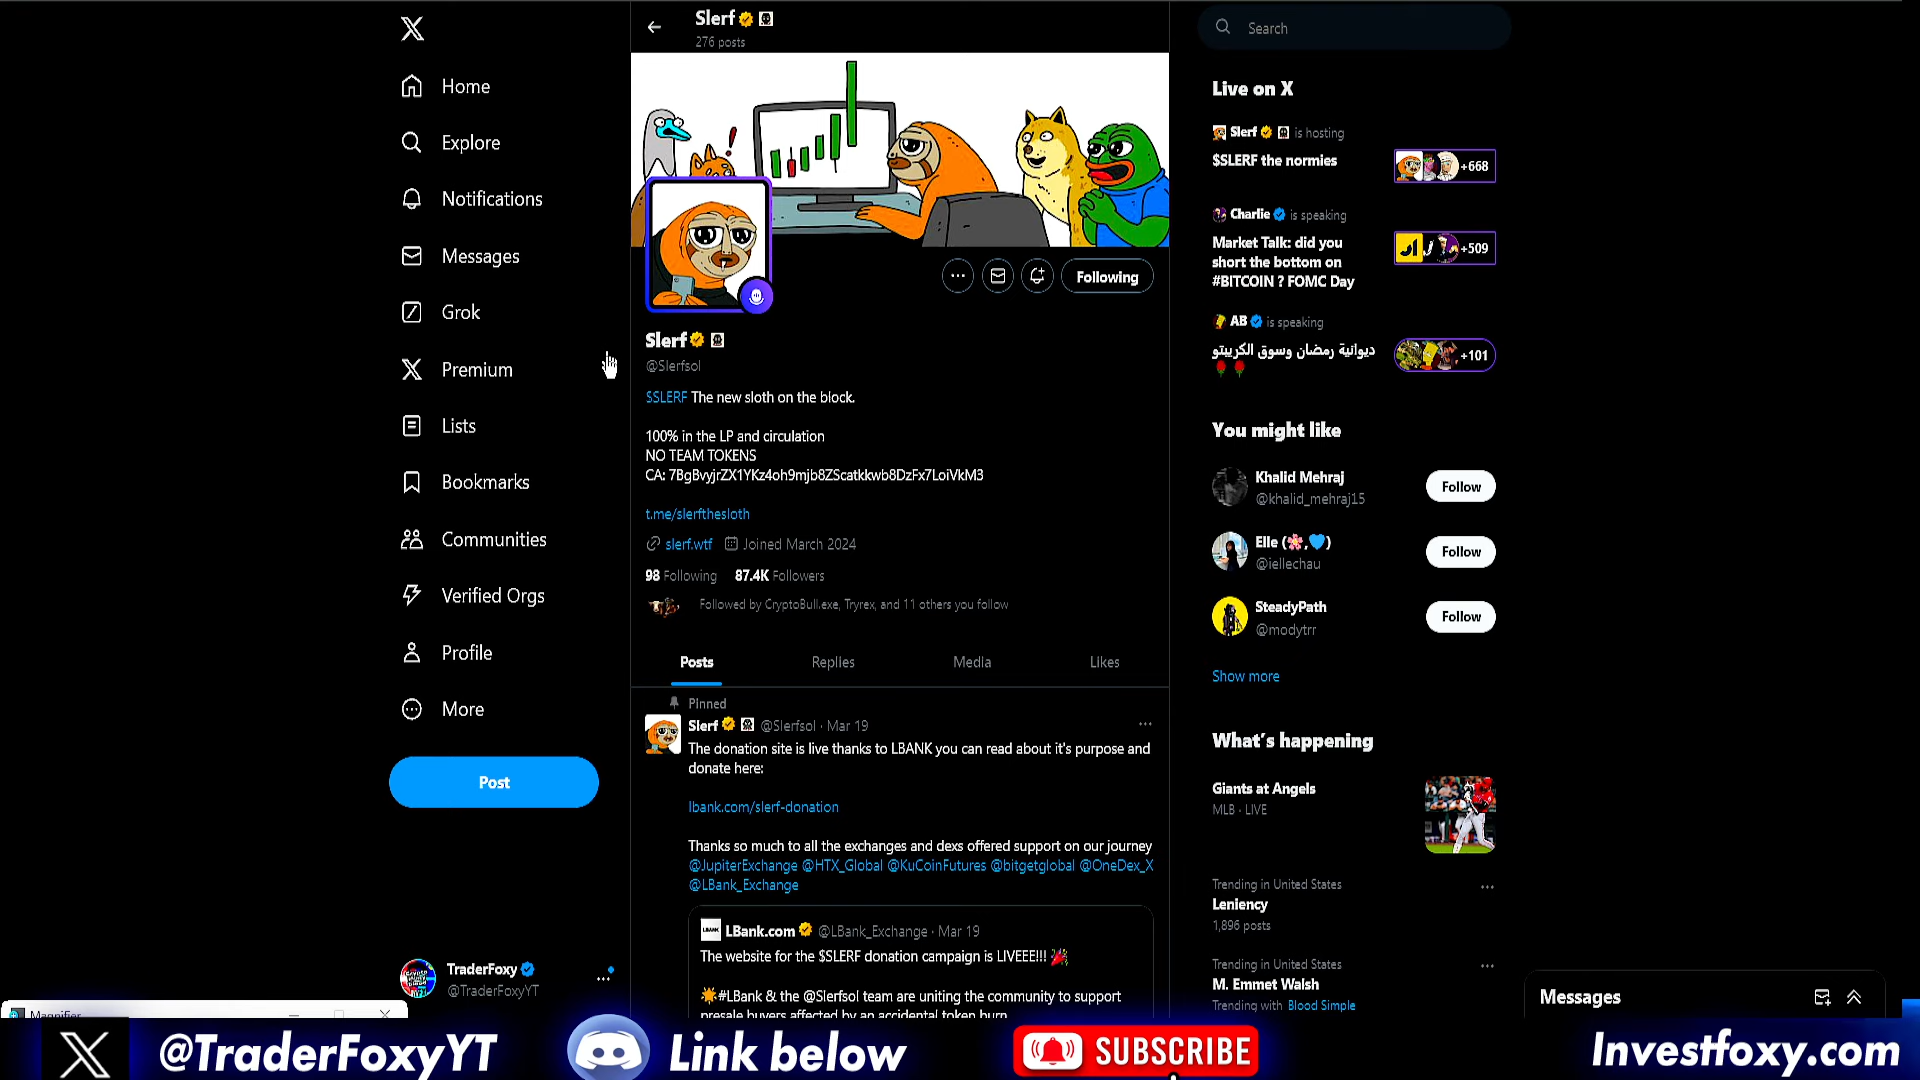 Home
Explore
Notifications
Messages
Grok
Premium
Lists
Bookmarks
Communities
Verified Orgs
Profile
More
Post
TraderFoxy
@TraderFoxyYT
Magnifier
Slerf
276 posts
!
Following
Slerf
@Slerfsol
$SLERF The new sloth on the block.
100% in the LP and circulation
NO TEAM TOKENS
CA: 7BgBvyjrZX1YKz4oh9mjb8ZScatkkwb8DzFx7LoiVkM3
t.me/slerfthesloth
slerf.wtf Joined March 2024
98 Following 87.4K Followers
Followed by CryptoBull.exe, Tryrex, and 11 others you follow
Posts Replies Media Likes
Pinned
Slerf @Slerfsol · Mar 19
The donation site is live thanks to LBANK you can read about it's purpose and
donate here:
lbank.com/slerf-donation
Thanks so much to all the exchanges and dexs offered support on our journey
@JupiterExchange @HTX_Global @KuCoinFutures @bitgetglobal @OneDex_X
@LBank_Exchange
LBank.com @LBank_Exchange · Mar 19
The website for the $SLERF donation campaign is LIVEEE!!! 🎉
🌟#LBank & the @Slerfsol team are uniting the community to support
presale buyers affected by an accidental token burn
Search
Live on X
Slerf is hosting
$SLERF the normies
+668
Charlie is speaking
Market Talk: did you
short the bottom on
#BITCOIN ? FOMC Day
+509
AB is speaking
ديوانية رمضان وسوق الكريبتو
🌹🌹
+101
You might like
Khalid Mehraj
@khalid_mehraj15
Follow
Elle (🌸,💙)
@iellechau
Follow
SteadyPath
@modytrr
Follow
Show more
What's happening
Giants at Angels
MLB · LIVE
Trending in United States
Leniency
1,896 posts
Trending in United States
M. Emmet Walsh
Trending with Blood Simple
Messages
@TraderFoxyYT
Link below
SUBSCRIBE
Investfoxy.com